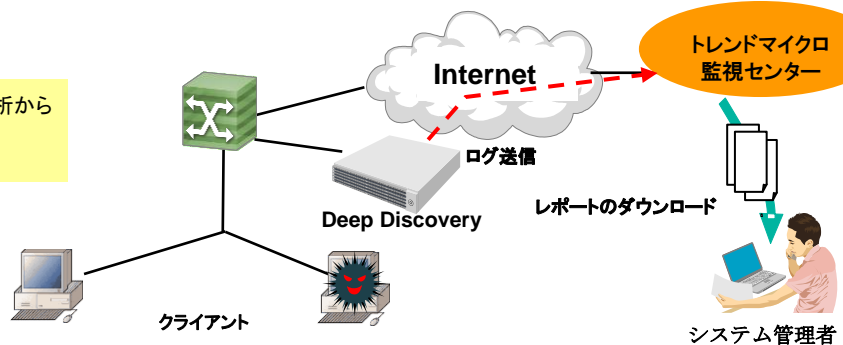 析から
Internet
トレンドマイクロ
監視センター
ログ送信
Deep Discovery
レポートのダウンロード
クライアント
システム管理者